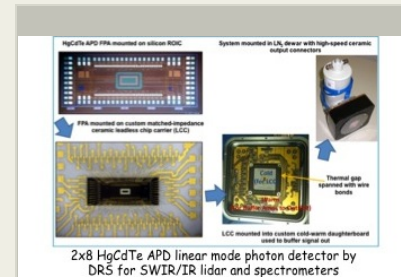 HgCdTe APD FPA mounted on silicon ROIC
System mounted in LN2 dewar with high-speed ceramic
output connectors
FPA mounted on custom matched-impedance
ceramic leadless chip carrier (LCC)
Cold
Thermal gap
spanned with wire
bonds
LCC mounted into custom cold-warm daughterboard
used to buffer signal out
2x8 HgCdTe APD linear mode photon detector by
DRS for SWIR/IR lidar and spectrometers